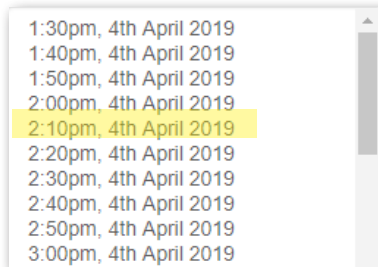 1:30pm, 4th April 2019
1:40pm, 4th April 2019
1:50pm, 4th April 2019
2:00pm, 4th April 2019
2:10pm, 4th April 2019
2:20pm, 4th April 2019
2:30pm, 4th April 2019
2:40pm, 4th April 2019
2:50pm, 4th April 2019
3:00pm, 4th April 2019